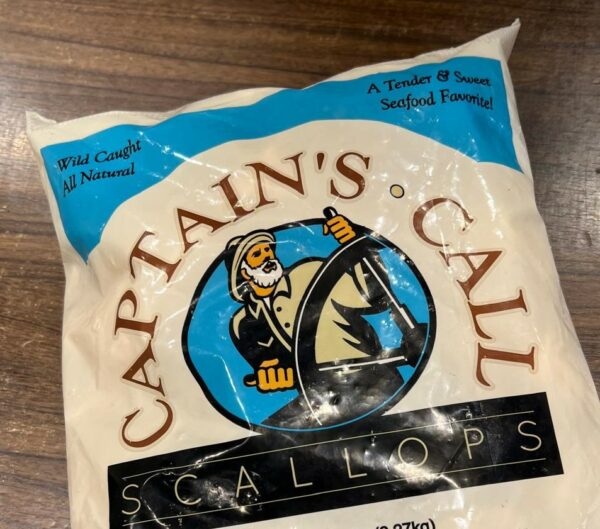 Wild Caught
All Natural
A Tender & Sweet
Seafood Favorite!
CAPTAIN'S · CALL
SCALLOPS